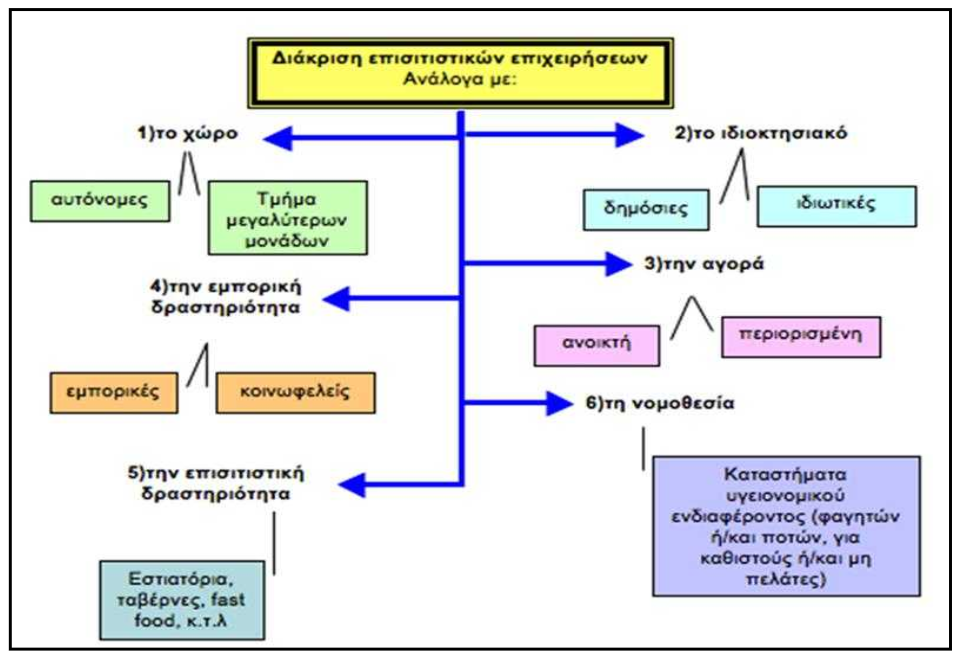 Διάκριση επισιτιστικών επιχειρήσεων
Ανάλογα με:
1)το χώρο
αυτόνομες
Τμήμα
μεγαλύτερων
μονάδων
2)το ιδιοκτησιακό
δημόσιες
ιδιωτικές
3)την αγορά
ανοικτή
περιορισμένη
4)την εμπορική
δραστηριότητα
εμπορικές
κοινωφελείς
5)την επισιτιστική
δραστηριότητα
Εστιατόρια,
ταβέρνες, fast
food, κ.τ.λ
6)τη νομοθεσία
Καταστήματα
υγειονομικού
ενδιαφέροντος (φαγητών
ή/και ποτών, για
καθιστούς ή/και μη
πελάτες)